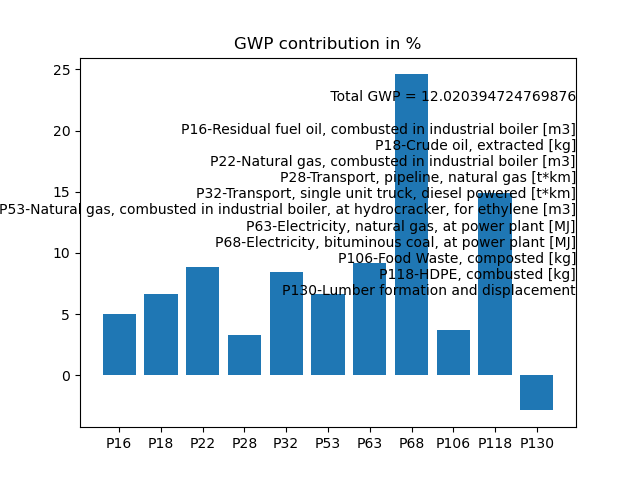 GWP contribution in %
25
Total GWP = 12.020394724769876
20
P16-Residual fuel oil, combusted in industrial boiler [m3]
P18-Crude oil, extracted [kg]
P22-Natural gas, combusted in industrial boiler [m3]
P28-Transport, pipeline, natural gas [t*km]
15
P32-Transport, single unit truck, diesel powered [t*km]
P53-Natural gas, combusted in industrial boiler, at hydrocracker, for ethylene [m3]
P63-Electricity, natural gas, at power plant [MJ]
P68-Electricity, bituminous coal, at power plant [MJ]
10
P106-Food Waste, composted [kg]
P118-HDPE, combusted [kg]
P130-Lumber formation and displacement
5
0
P16 P18 P22 P28 P32 P53 P63 P68 P106 P118 P130